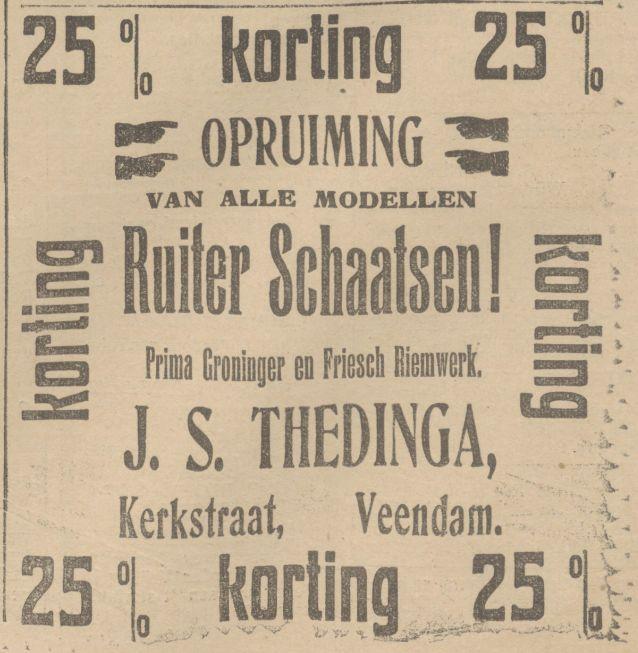 25 % korting 25 %
OPRUIMING
VAN ALLE MODELLEN
Ruiter Schaatsen!
korting
korting
Prima Groninger en Friesch Riemwerk.
J. S. THEDINGA,
Kerkstraat, Veendam.
25 % korting 25 %